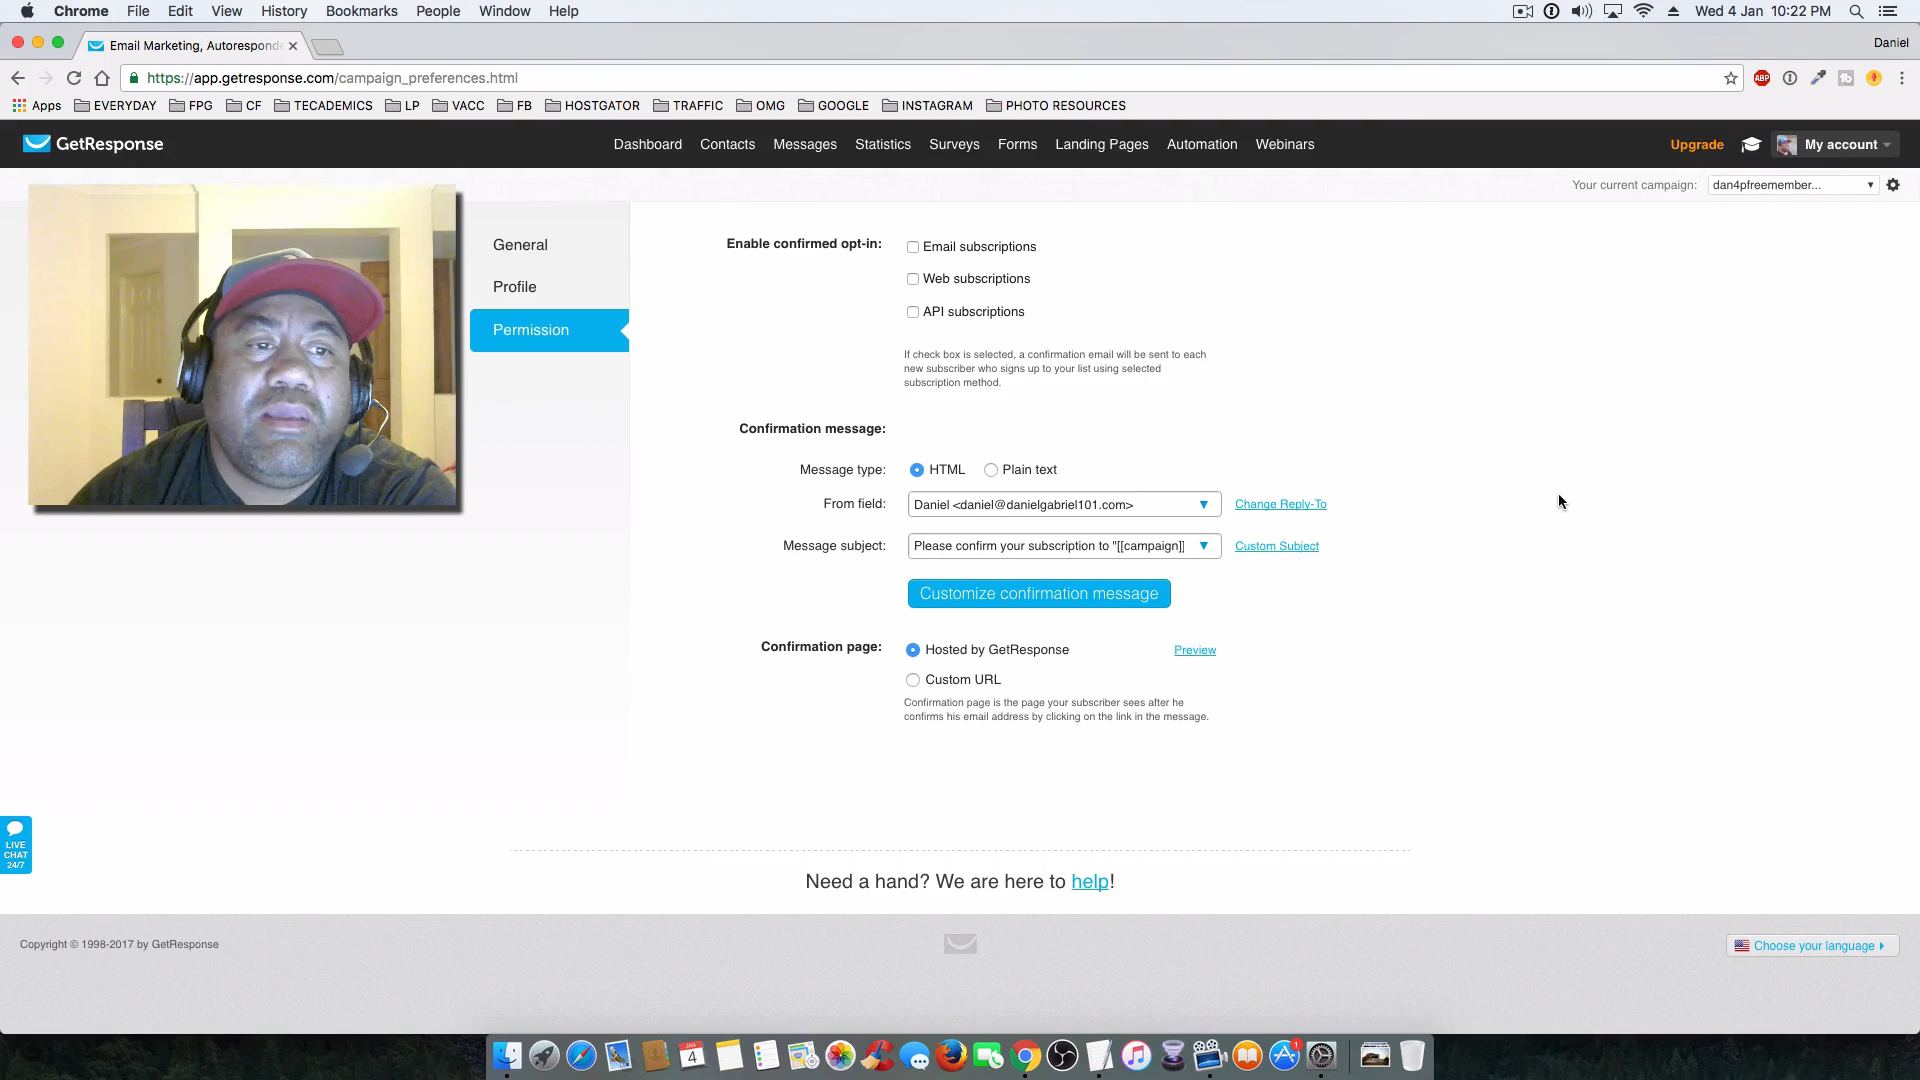 Chrome File Edit View History Bookmarks People Window Help
Wed 4 Jan 10:22 PM
Email Marketing, Autoresponde
Daniel
https://app.getresponse.com/campaign_preferences.html
ABP
Apps EVERYDAY FPG CF TECADEMICS LP VACC FB HOSTGATOR TRAFFIC OMG GOOGLE INSTAGRAM PHOTO RESOURCES
GetResponse
Dashboard Contacts Messages Statistics Surveys Forms Landing Pages Automation Webinars
Upgrade My account
Your current campaign: dan4pfreemember...
General
Profile
Permission
Enable confirmed opt-in:
Email subscriptions
Web subscriptions
API subscriptions
If check box is selected, a confirmation email will be sent to each
new subscriber who signs up to your list using selected
subscription method.
Confirmation message:
Message type: HTML Plain text
From field: Daniel <daniel@danielgabriel101.com> Change Reply-To
Message subject: Please confirm your subscription to "[[campaign]] Custom Subject
Customize confirmation message
Confirmation page: Hosted by GetResponse Preview
Custom URL
Confirmation page is the page your subscriber sees after he
confirms his email address by clicking on the link in the message.
LIVE
CHAT
24/7
Need a hand? We are here to help!
Copyright © 1998-2017 by GetResponse
Choose your language
JAN
4
1